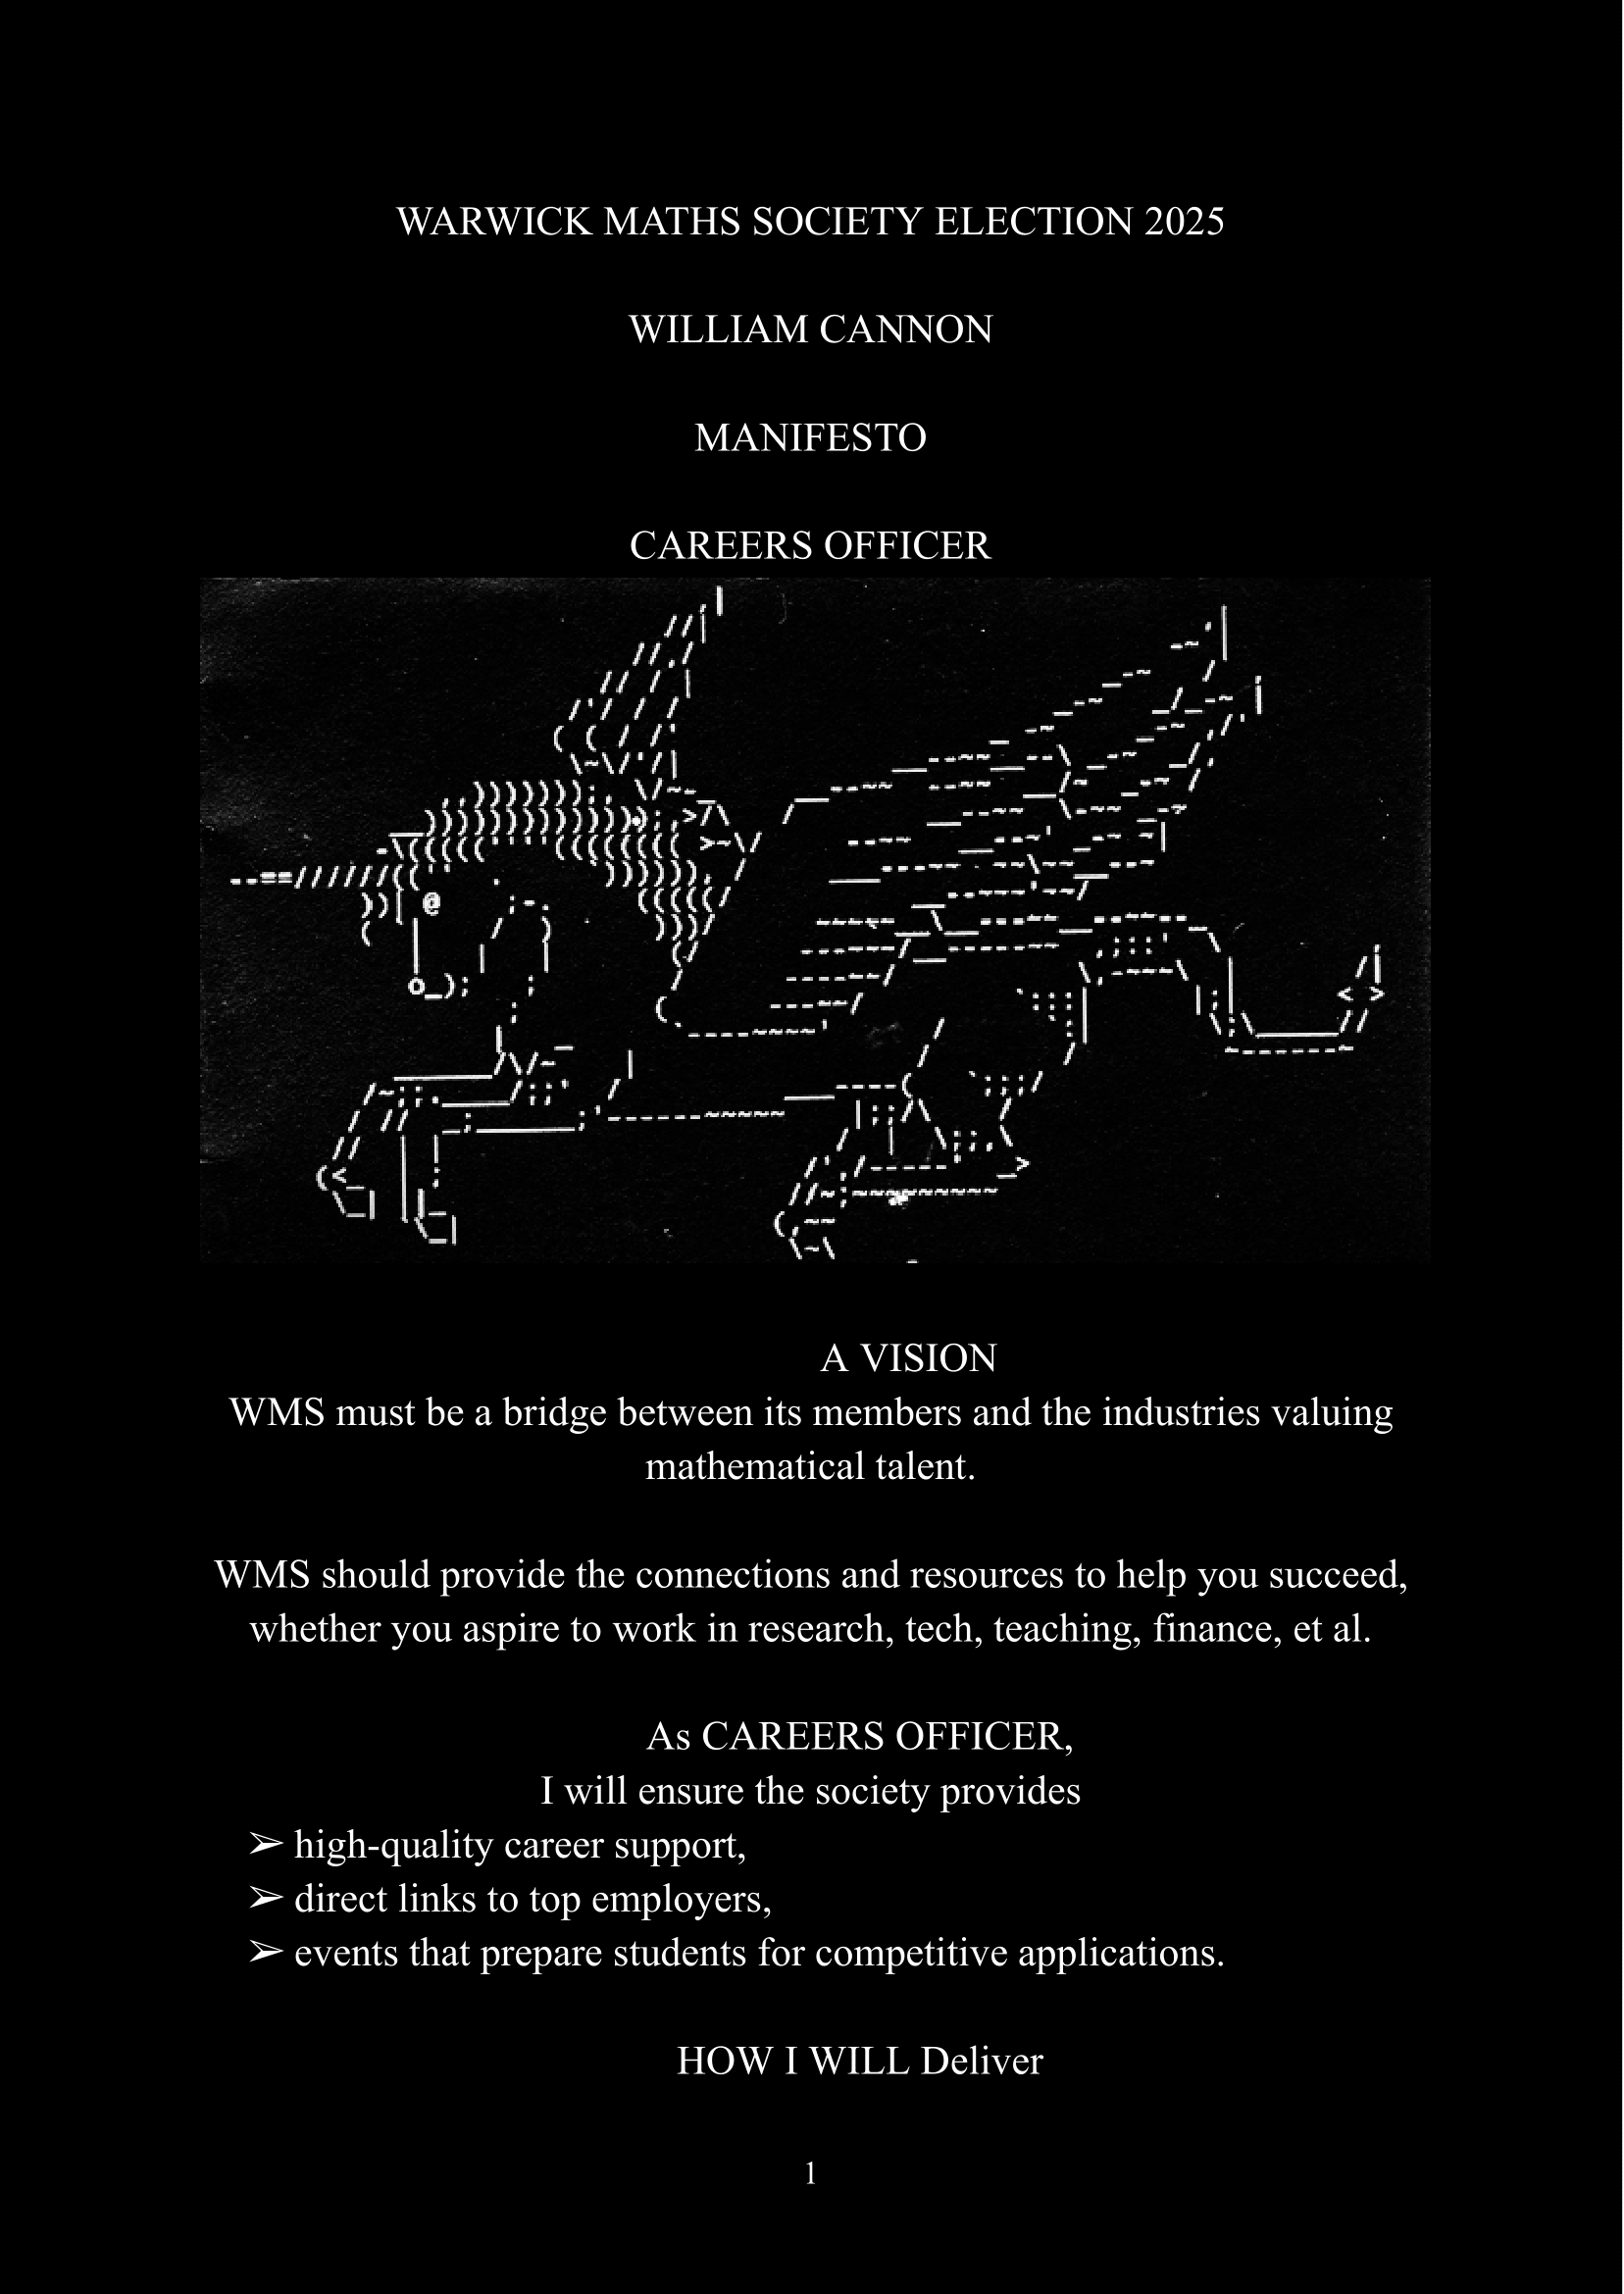 WARWICK MATHS SOCIETY ELECTION 2025
WILLIAM CANNON
MANIFESTO
CAREERS OFFICER
A VISION
WMS must be a bridge between its members and the industries valuing
mathematical talent.
WMS should provide the connections and resources to help you succeed,
whether you aspire to work in research, tech, teaching, finance, et al.
As CAREERS OFFICER,
I will ensure the society provides
➢ high-quality career support,
➢ direct links to top employers,
➢ events that prepare students for competitive applications.
HOW I WILL Deliver
1